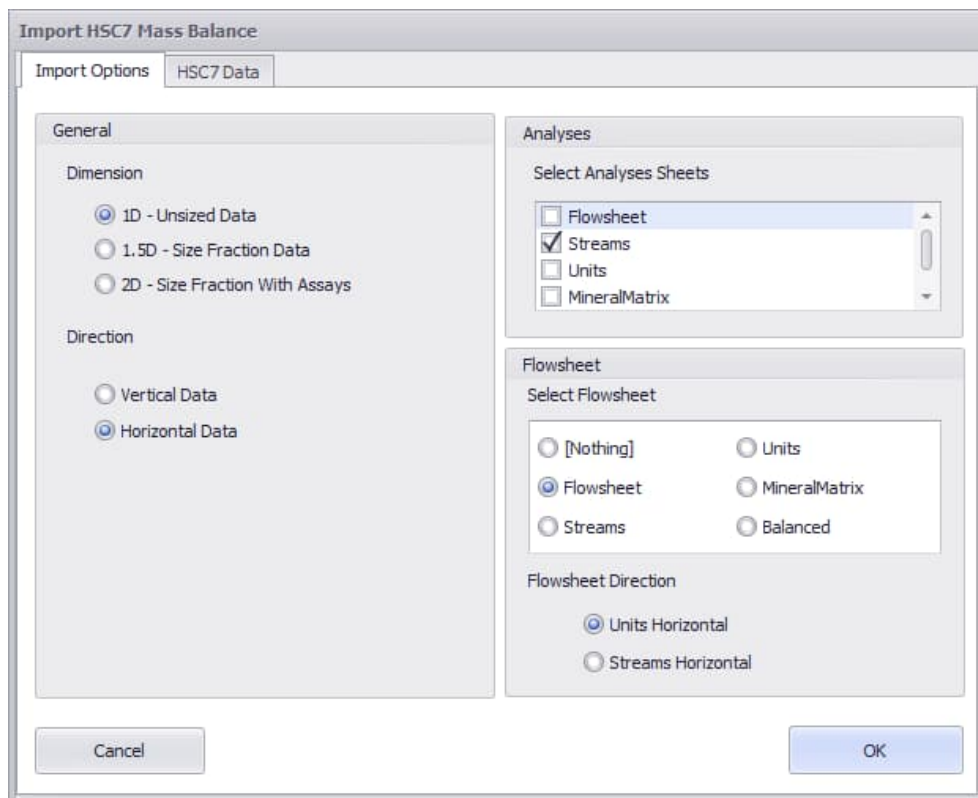 Import HSC7 Mass Balance
Import Options
HSC7 Data
General
Dimension
1D - Unsized Data
1.5D - Size Fraction Data
2D - Size Fraction With Assays
Direction
Vertical Data
Horizontal Data
Analyses
Select Analyses Sheets
Flowsheet
Streams
Units
MineralMatrix
Flowsheet
Select Flowsheet
[Nothing]
Units
Flowsheet
MineralMatrix
Streams
Balanced
Flowsheet Direction
Units Horizontal
Streams Horizontal
Cancel
OK